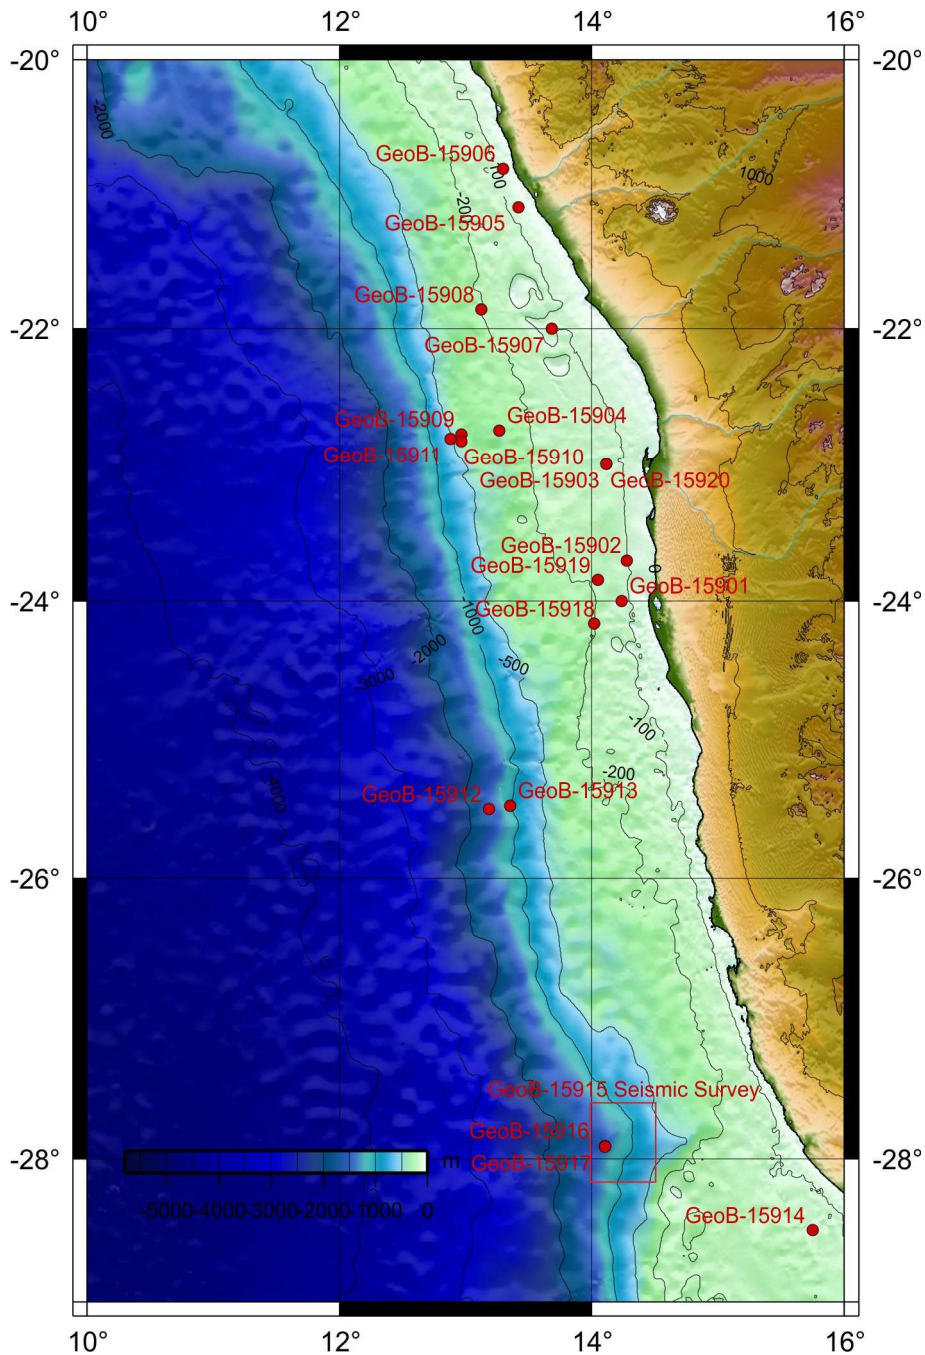 10° 12° 14° 16°
-20° -20°
-2000
GeoB-15906
-100
1000
-200
GeoB-15905
GeoB-15908
-22° -22°
GeoB-15907
GeoB-15909 GeoB-15904
GeoB-15911 GeoB-15910
GeoB-15903 GeoB-15920
GeoB-15902
GeoB-15919 0
GeoB-15901
-24° -24°
GeoB-15918
-1000
-2000 -500
-3000
-100
-200
-4000
GeoB-15912 GeoB-15913
-26° -26°
GeoB-15915 Seismic Survey
GeoB-15916
-28° m GeoB-15917 -28°
-5000 -4000 -3000 -2000 -1000 0
GeoB-15914
10° 12° 14° 16°